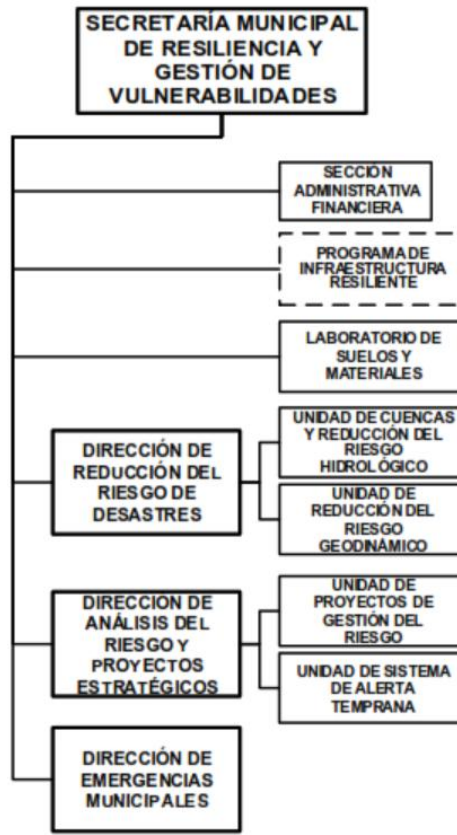 SECRETARÍA MUNICIPAL
DE RESILIENCIA Y
GESTIÓN DE
VULNERABILIDADES
SECCIÓN
ADMINISTRATIVA
FINANCIERA
PROGRAMA DE
INFRAESTRUCTURA
RESILIENTE
LABORATORIO DE
SUELOS Y
MATERIALES
DIRECCIÓN DE
REDUCCIÓN DEL
RIESGO DE
DESASTRES
UNIDAD DE CUENCAS
Y REDUCCIÓN DEL
RIESGO
HIDROLÓGICO
UNIDAD DE
REDUCCIÓN DEL
RIESGO
GEODINÁMICO
DIRECCIÓN DE
ANÁLISIS DEL
RIESGO Y
PROYECTOS
ESTRATÉGICOS
UNIDAD DE
PROYECTOS DE
GESTIÓN DEL
RIESGO
UNIDAD DE SISTEMA
DE ALERTA
TEMPRANA
DIRECCIÓN DE
EMERGENCIAS
MUNICIPALES